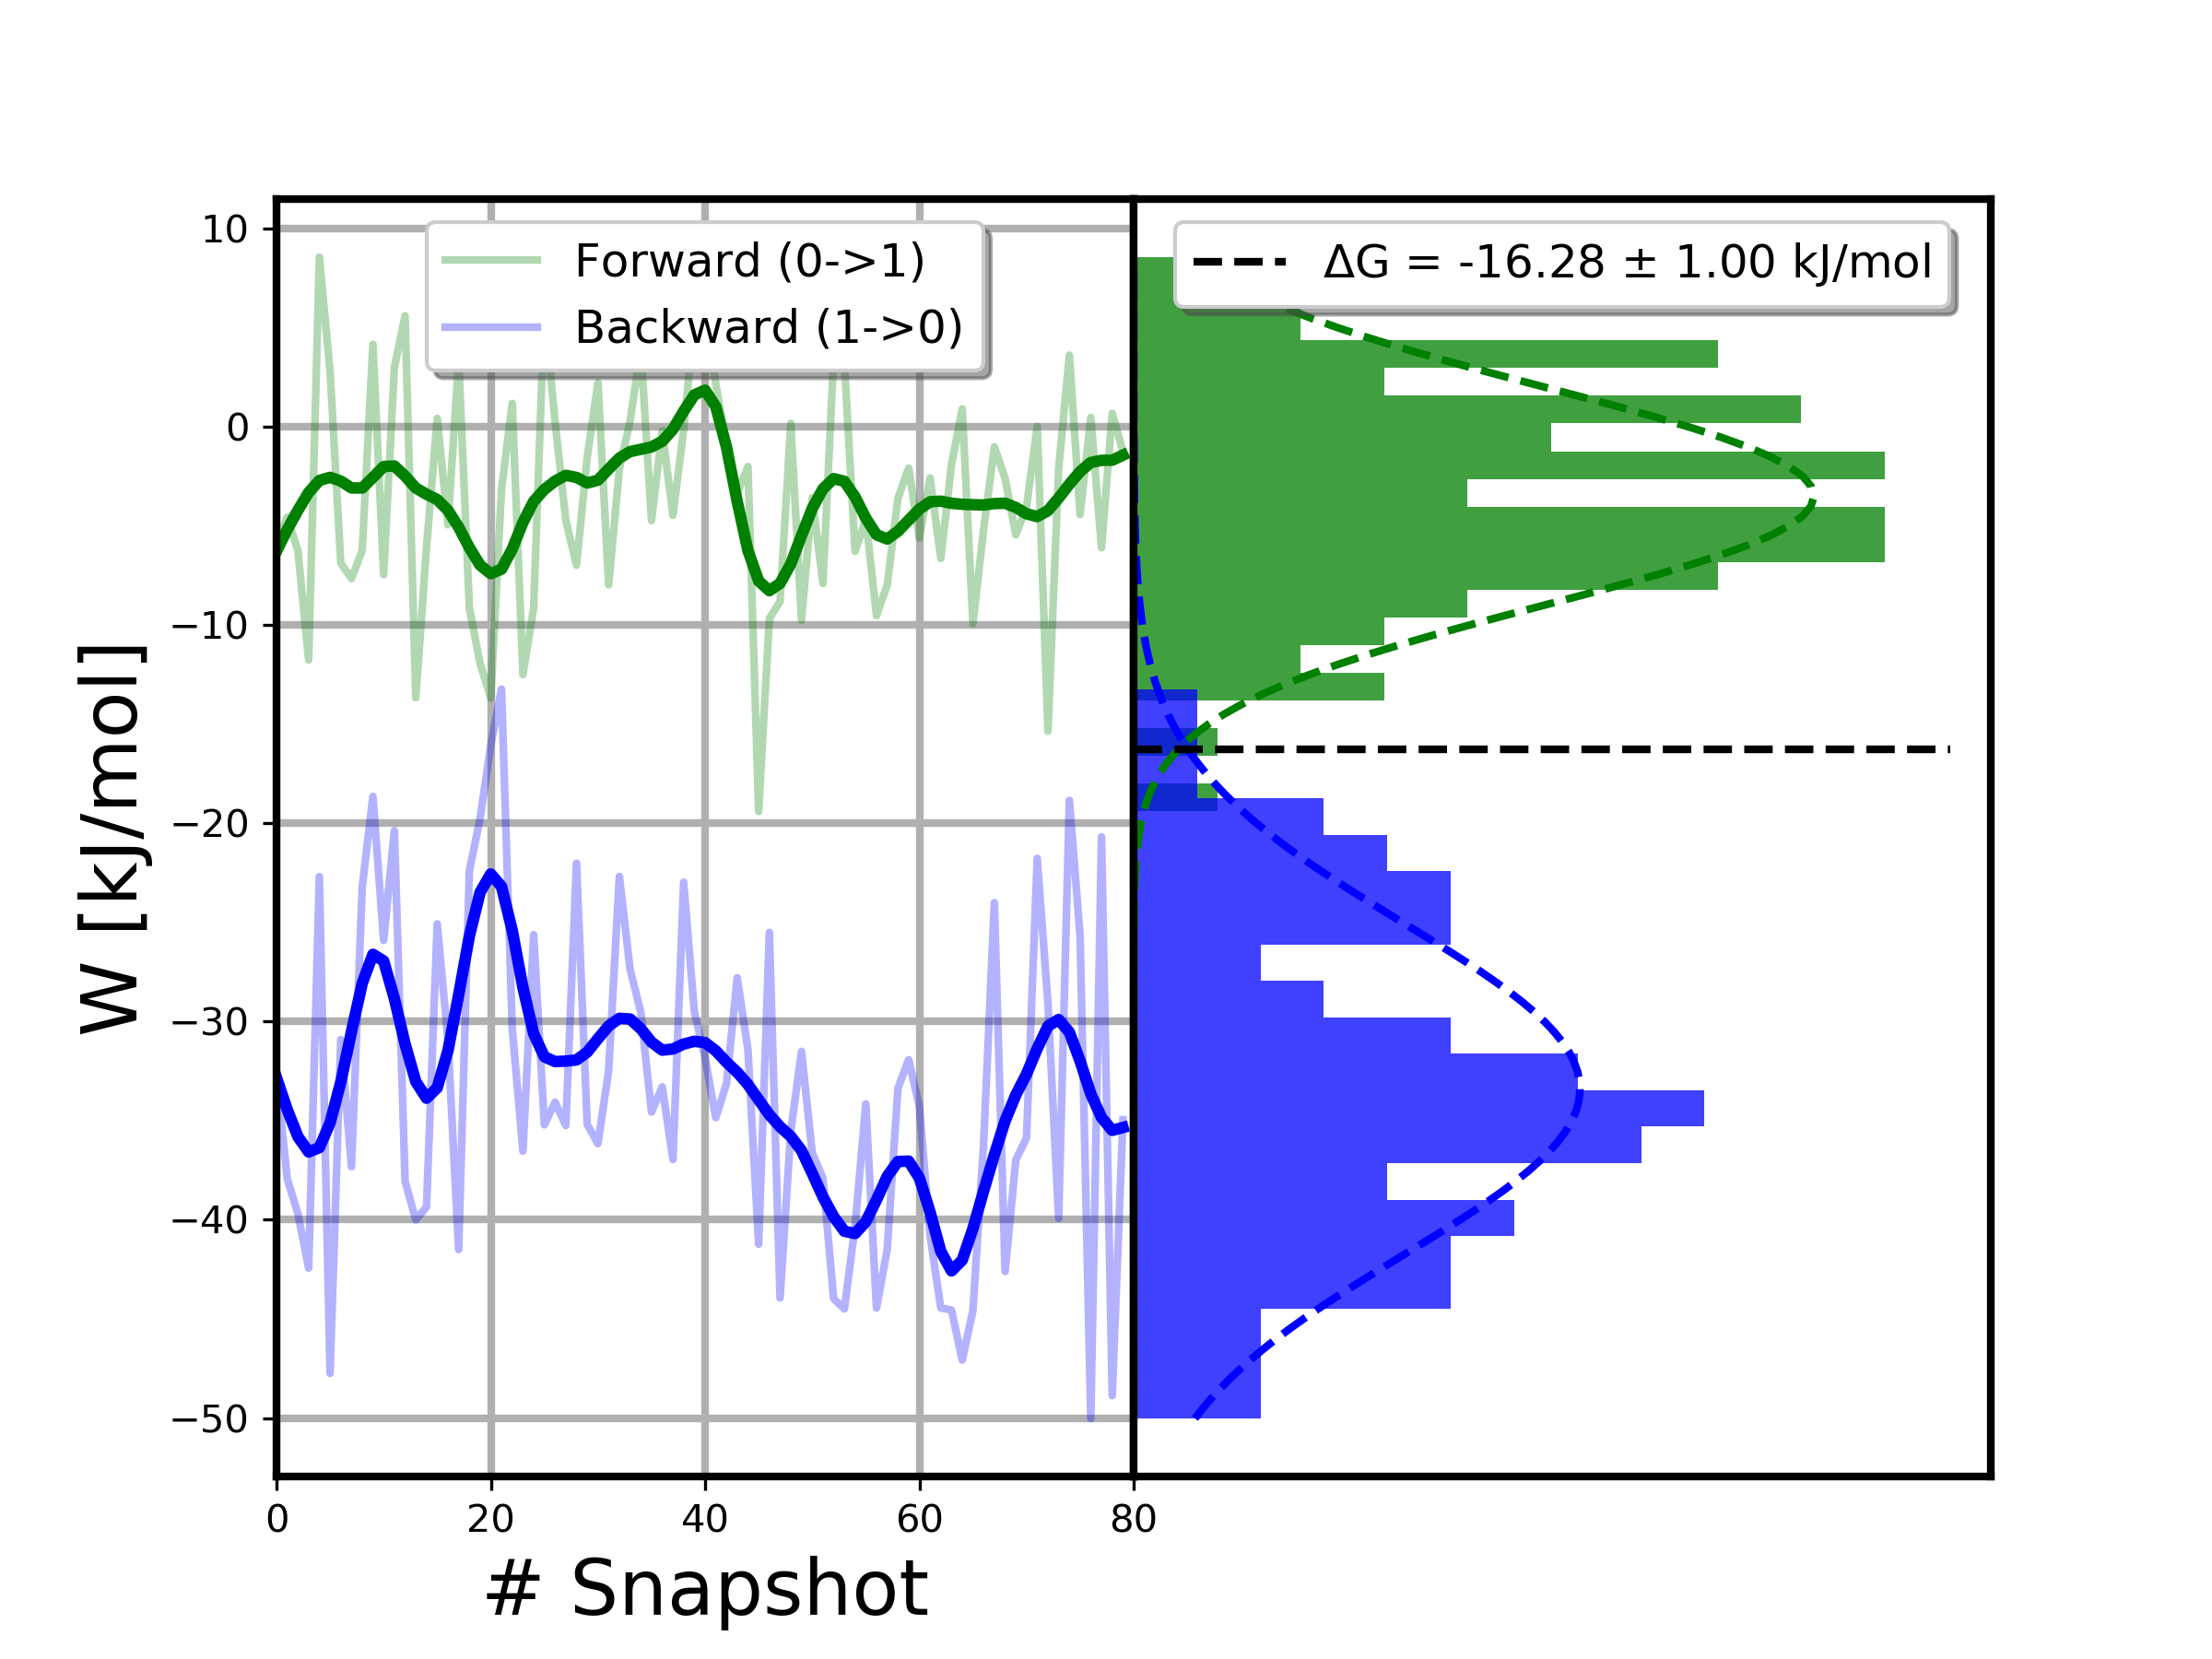 Forward (0->1)
Backward (1->0)
ΔG = -16.28 ± 1.00 kJ/mol
W [kJ/mol]
10
0
−10
−20
−30
−40
−50
0 20 40 60 80
# Snapshot